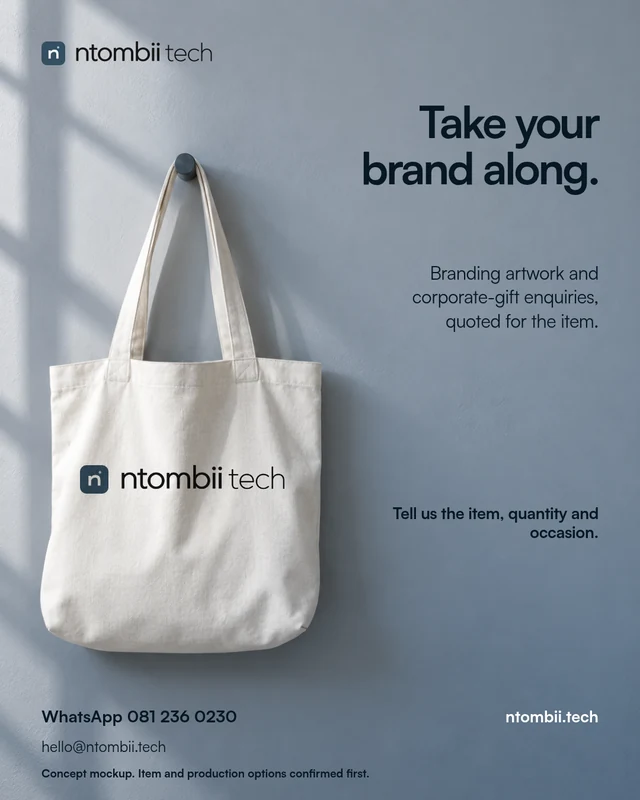 n ntombii tech
Take your
brand along.
Branding artwork and
corporate-gift enquiries,
quoted for the item.
n ntombii tech
Tell us the item, quantity and
occasion.
WhatsApp 081 236 0230
ntombii.tech
hello@ntombii.tech
Concept mockup. Item and production options confirmed first.